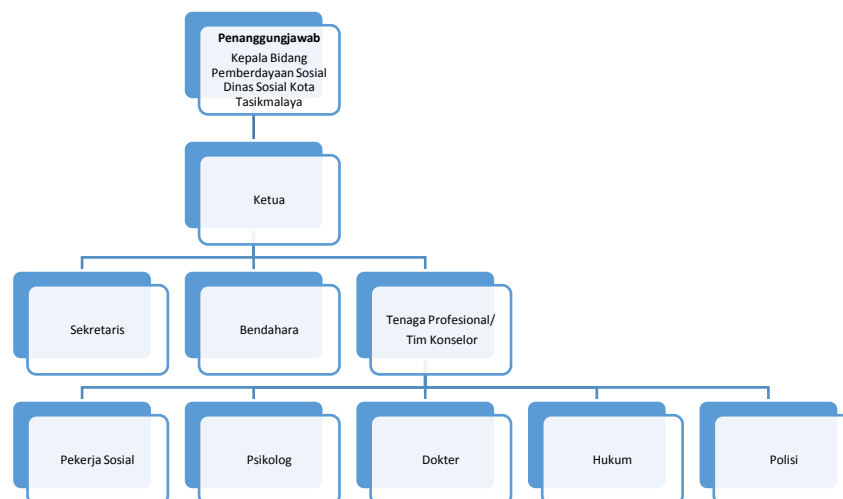 Penanggungjawab
Kepala Bidang
Pemberdayaan Sosial
Dinas Sosial Kota
Tasikmalaya
Ketua
Sekretaris
Bendahara
Tenaga Profesional/
Tim Konselor
Pekerja Sosial
Psikolog
Dokter
Hukum
Polisi